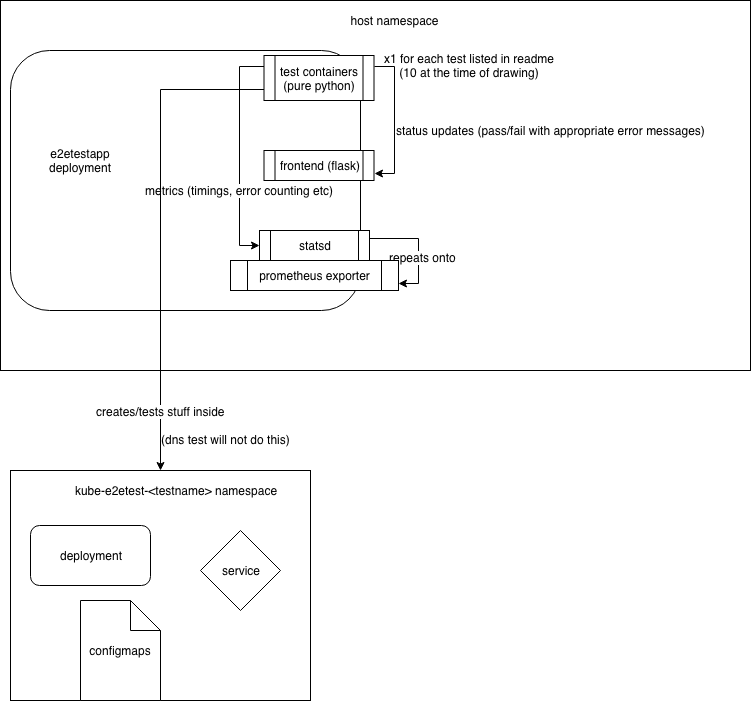 host namespace
x1 for each test listed in readme
(10 at the time of drawing)
test containers
(pure python)
status updates (pass/fail with appropriate error messages)
e2etestapp
deployment
frontend (flask)
metrics (timings, error counting etc)
statsd
repeats onto
prometheus exporter
creates/tests stuff inside
(dns test will not do this)
kube-e2etest-<testname> namespace
deployment
service
configmaps